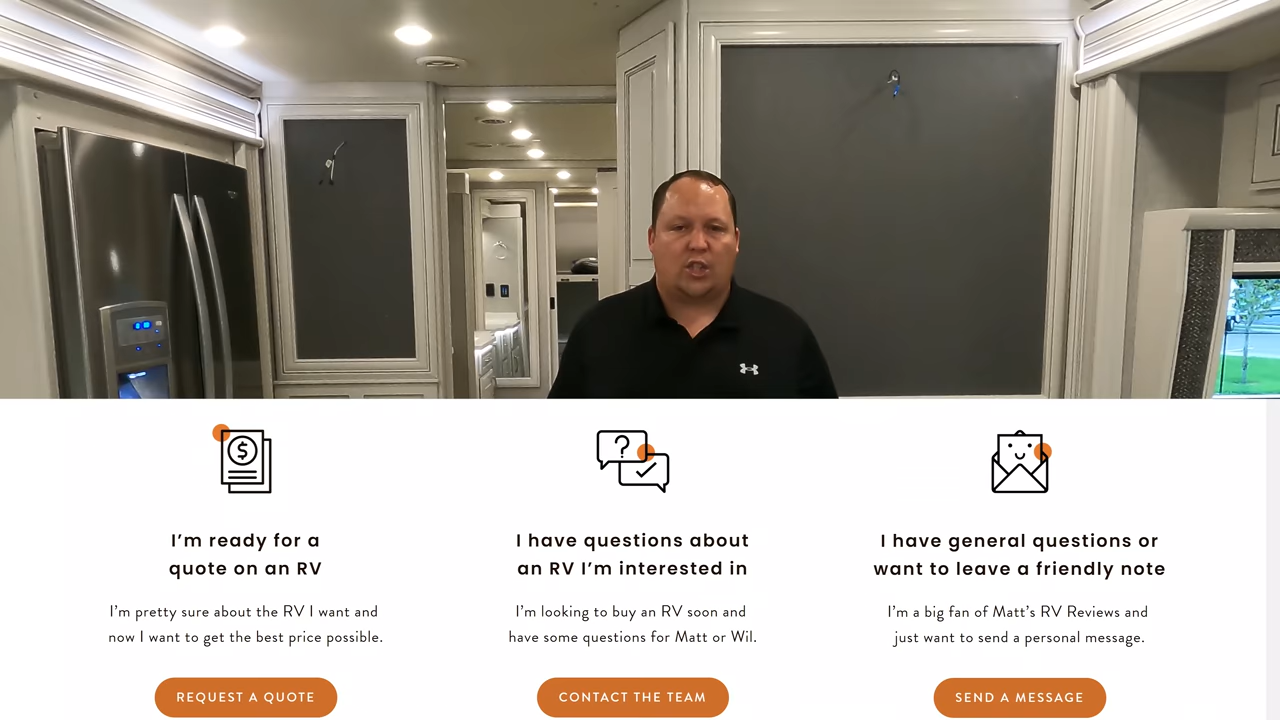 I'm ready for a
quote on an RV
I'm pretty sure about the RV I want and
now I want to get the best price possible.
REQUEST A QUOTE
I have questions about
an RV I'm interested in
I'm looking to buy an RV soon and
have some questions for Matt or Wil.
CONTACT THE TEAM
I have general questions or
want to leave a friendly note
I'm a big fan of Matt's RV Reviews and
just want to send a personal message.
SEND A MESSAGE